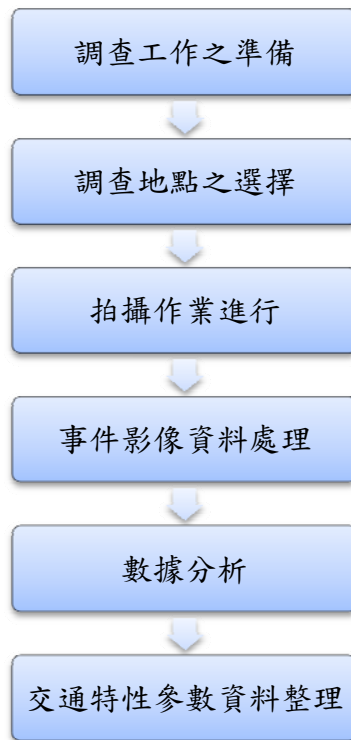 調查工作之準備
調查地點之選擇
拍攝作業進行
事件影像資料處理
數據分析
交通特性參數資料整理